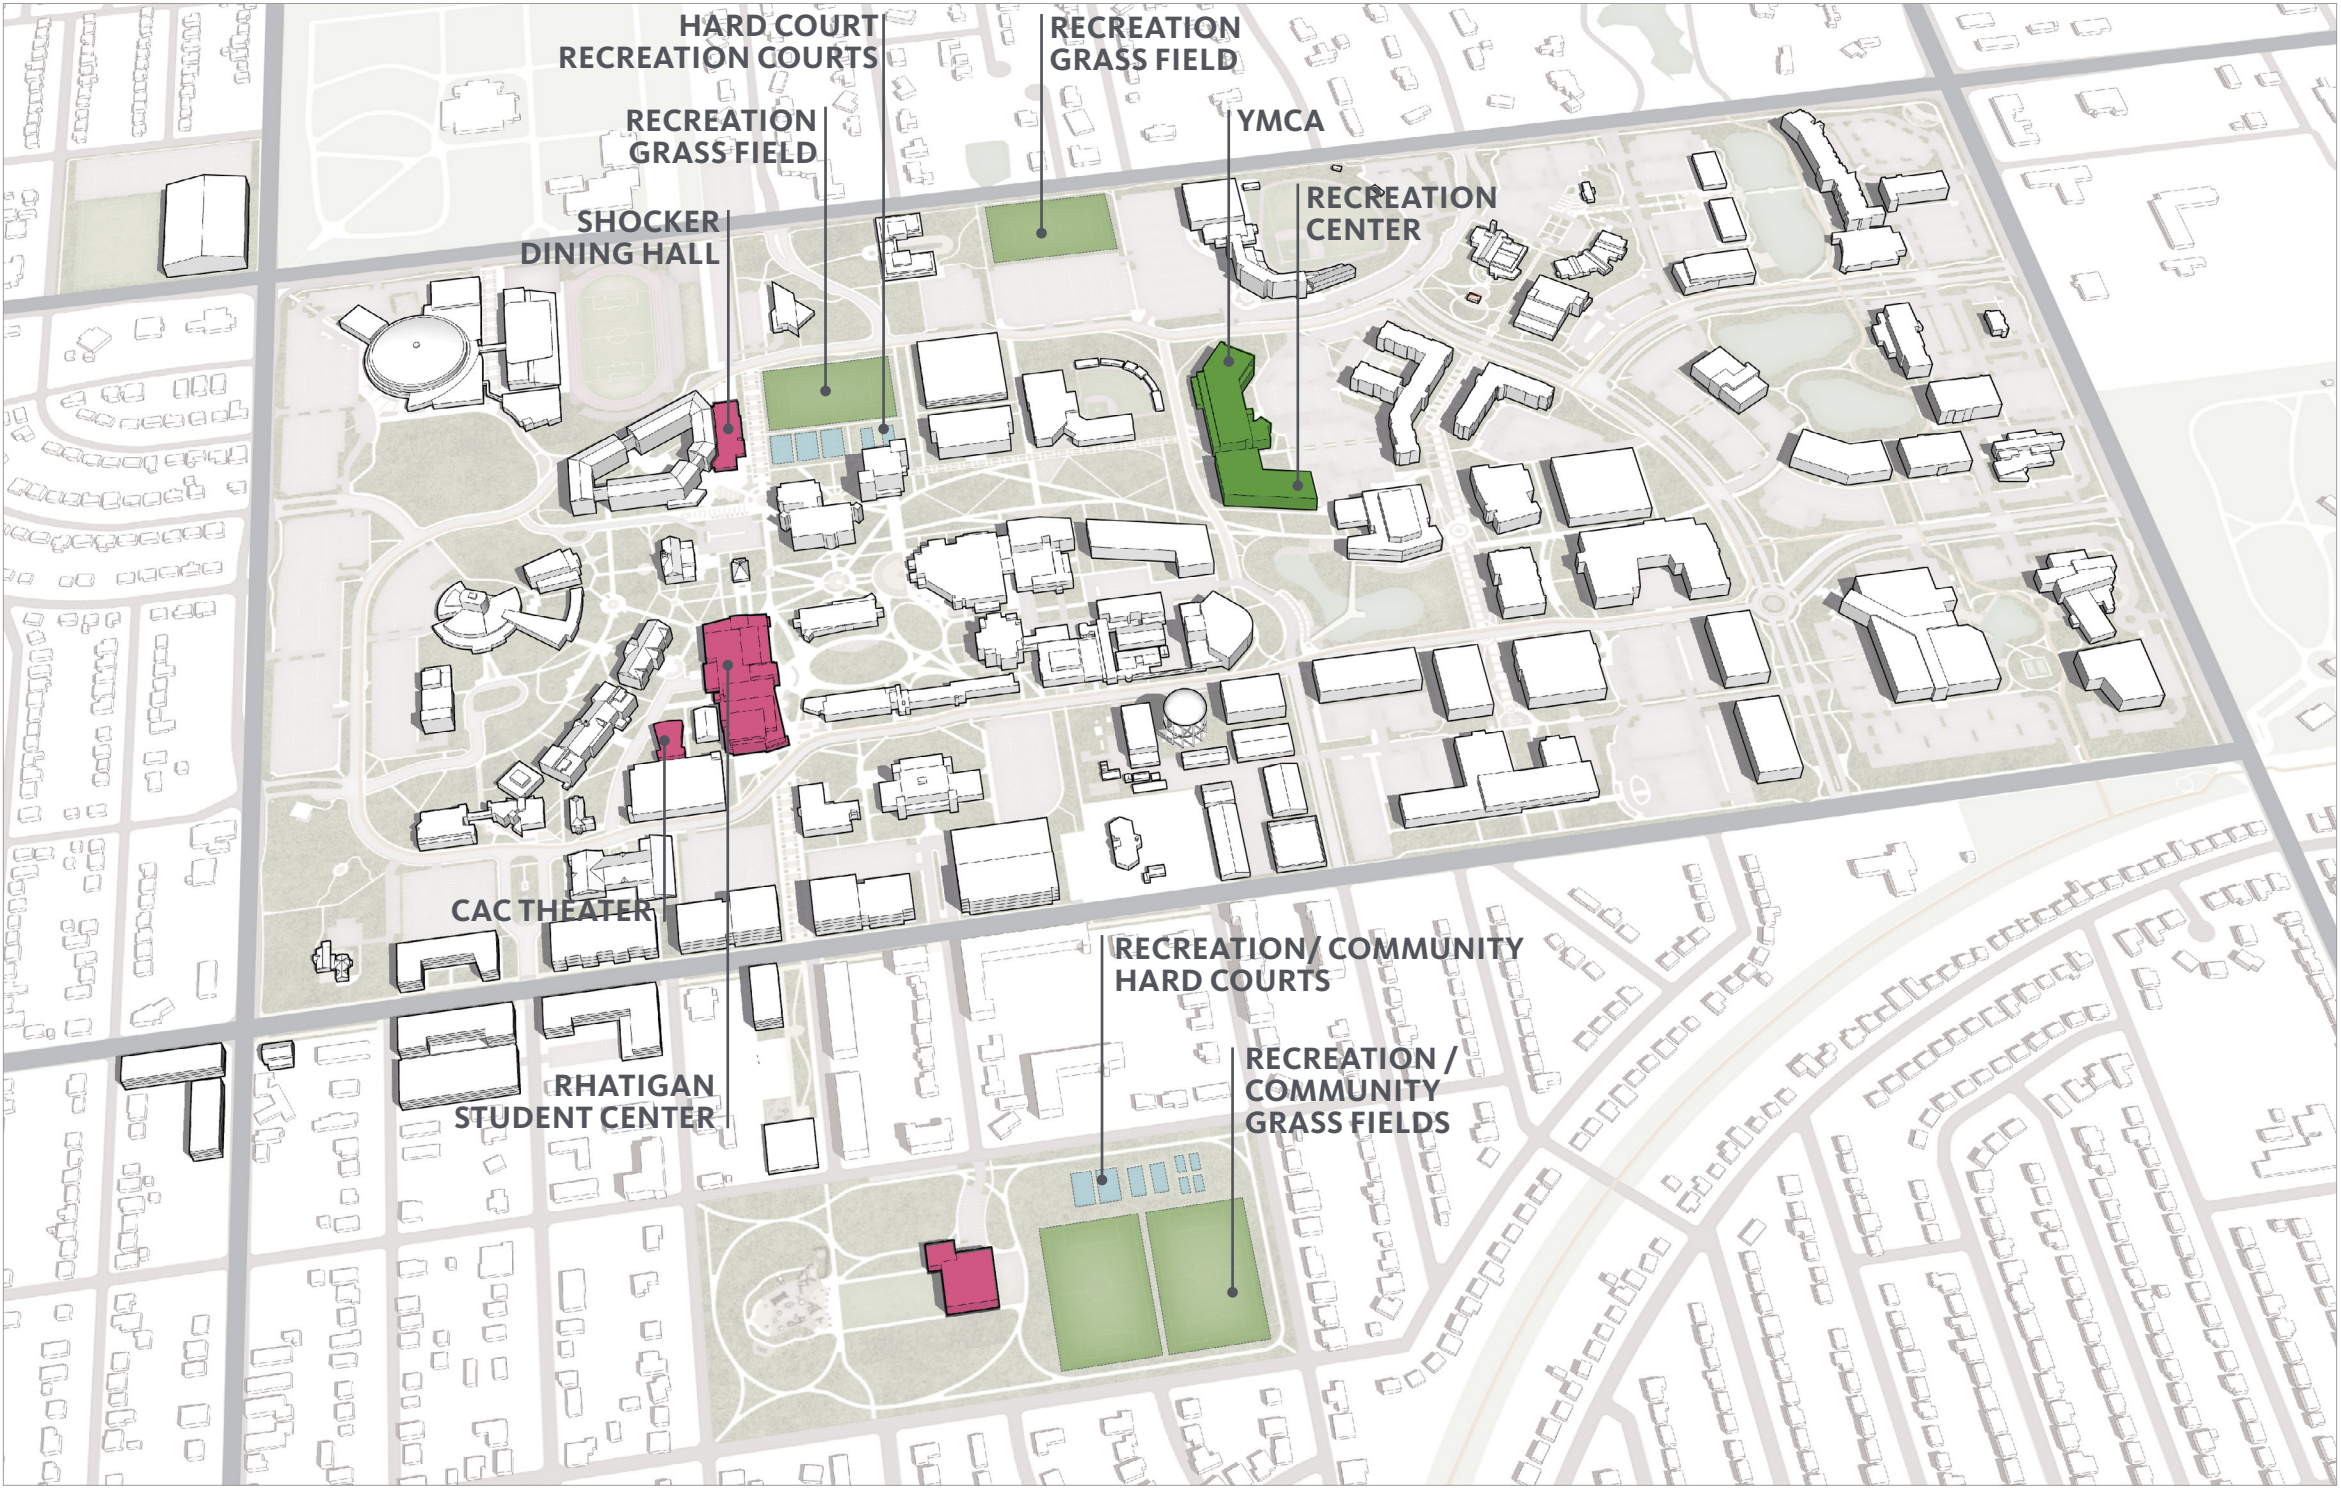 HARD COURT
RECREATION COURTS
RECREATION
GRASS FIELD
RECREATION
GRASS FIELD
YMCA
SHOCKER
DINING HALL
RECREATION
CENTER
CAC THEATER
RECREATION/ COMMUNITY
HARD COURTS
RHATIGAN
STUDENT CENTER
RECREATION /
COMMUNITY
GRASS FIELDS